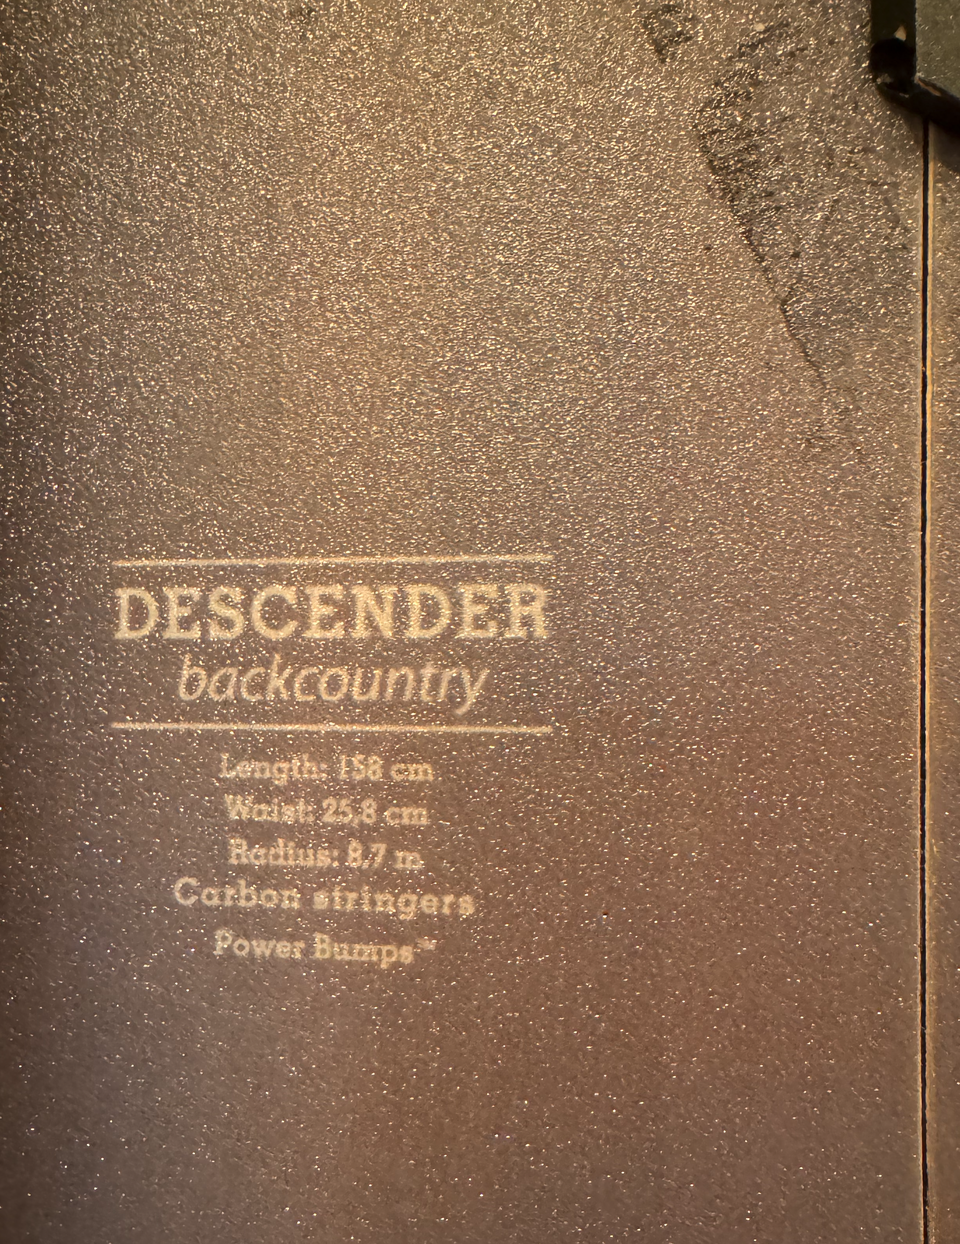 DESCENDER
backcountry
Length: 158 cm
Waist: 25,8 cm
Radius: 8,7 m
Carbon stringers
Power Bumps™